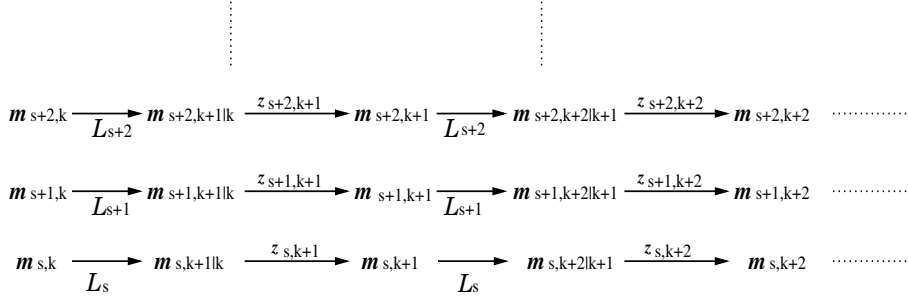 z s+2,k+1 z s+2,k+2
m s+2,k m s+2,k+1|k m s+2,k+1 m s+2,k+2|k+1 m s+2,k+2
L s+2 L s+2
z s+1,k+1 z s+1,k+2
m s+1,k m s+1,k+1|k m s+1,k+1 m s+1,k+2|k+1 m s+1,k+2
L s+1 L s+1
z s,k+1 z s,k+2
m s,k m s,k+1|k m s,k+1 m s,k+2|k+1 m s,k+2
L s L s